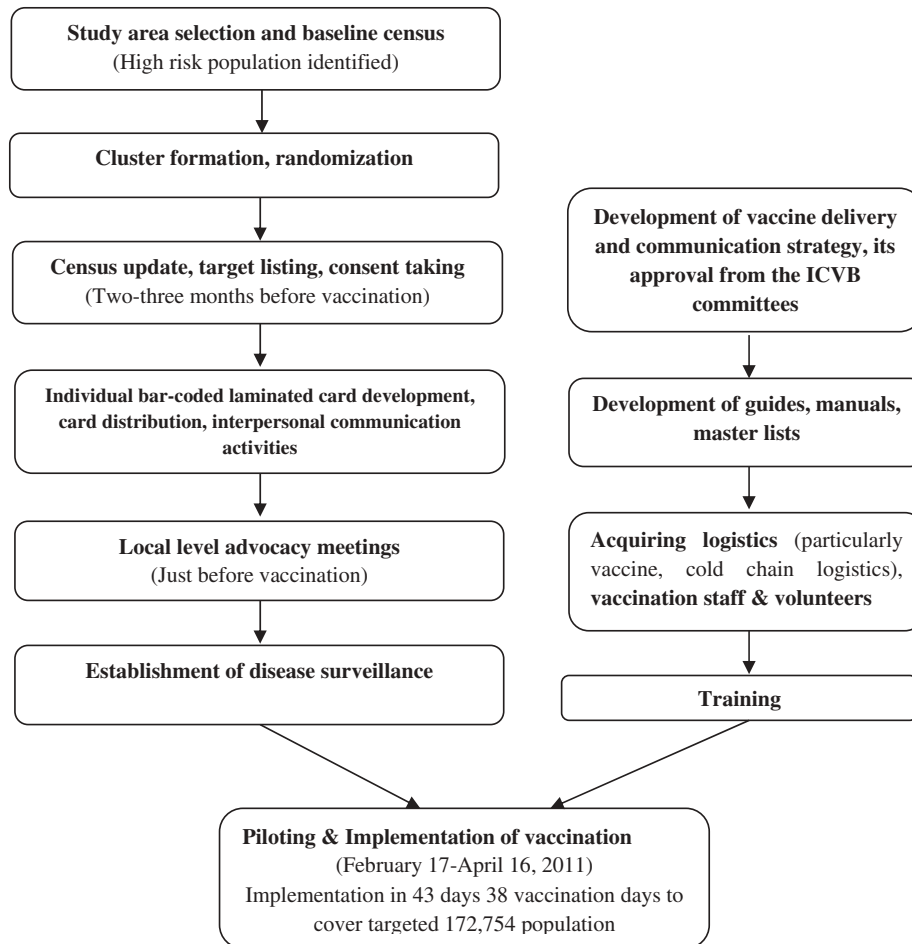 Study area selection and baseline census
(High risk population identified)
Cluster formation, randomization
Census update, target listing, consent taking
(Two-three months before vaccination)
Individual bar-coded laminated card development,
card distribution, interpersonal communication
activities
Local level advocacy meetings
(Just before vaccination)
Establishment of disease surveillance
Development of vaccine delivery
and communication strategy, its
approval from the ICVB
committees
Development of guides, manuals,
master lists
Acquiring logistics (particularly
vaccine, cold chain logistics),
vaccination staff & volunteers
Training
Piloting & Implementation of vaccination
(February 17-April 16, 2011)
Implementation in 43 days 38 vaccination days to
cover targeted 172,754 population